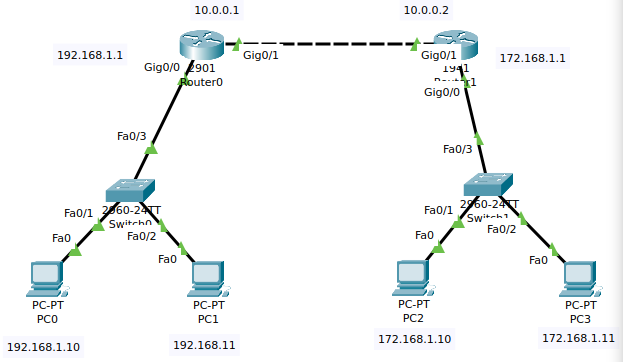 10.0.0.1
10.0.0.2
192.168.1.1
Gig0/1
Gig0/1
172.168.1.1
Gig0/0
2901
Router0
1941
Router1
Gig0/0
Fa0/3
Fa0/3
Fa0/1
2960-24TT
Switch0
Fa0/2
Fa0
Fa0
Fa0/1
2960-24TT
Switch1
Fa0/2
Fa0
Fa0
PC-PT
PC0
PC-PT
PC1
PC-PT
PC2
PC-PT
PC3
192.168.1.10
192.168.11
172.168.1.10
172.168.1.11